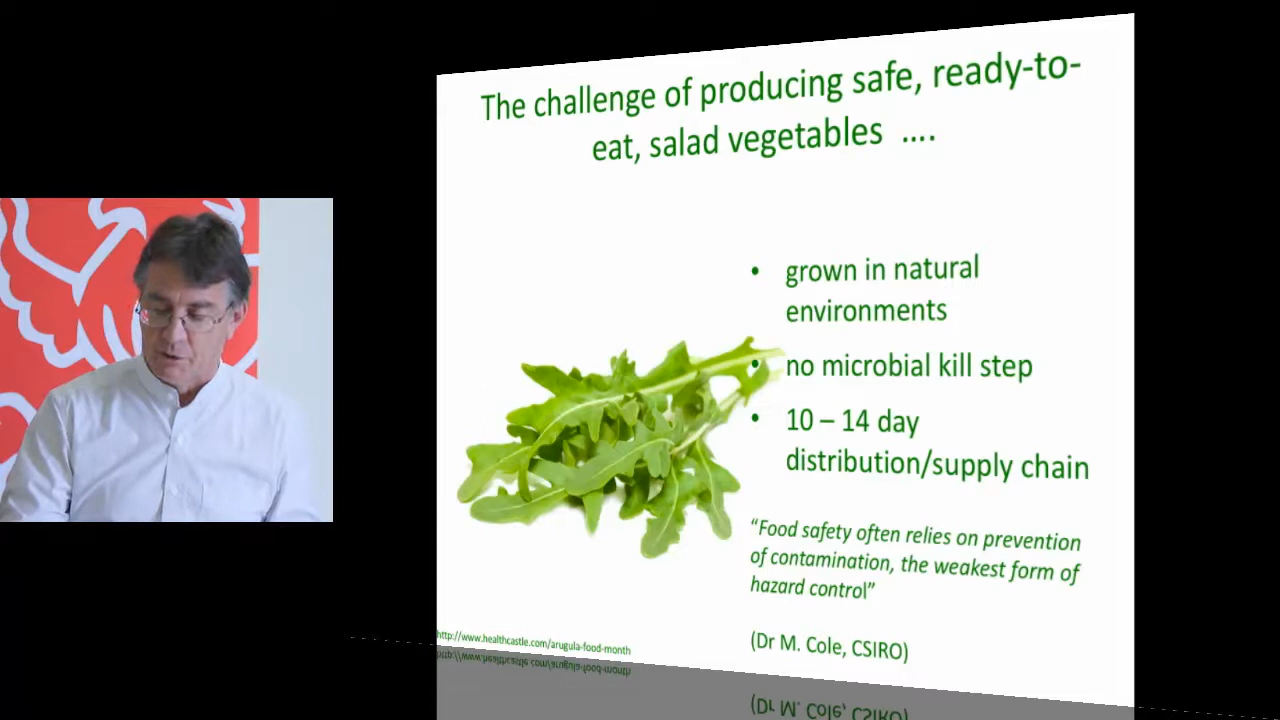 The challenge of producing safe, ready-to-
eat, salad vegetables ....
• grown in natural
environments
• no microbial kill step
• 10 – 14 day
distribution/supply chain
“Food safety often relies on prevention
of contamination, the weakest form of
hazard control”
(Dr M. Cole, CSIRO)
http://www.healthcastle.com/arugula-food-month